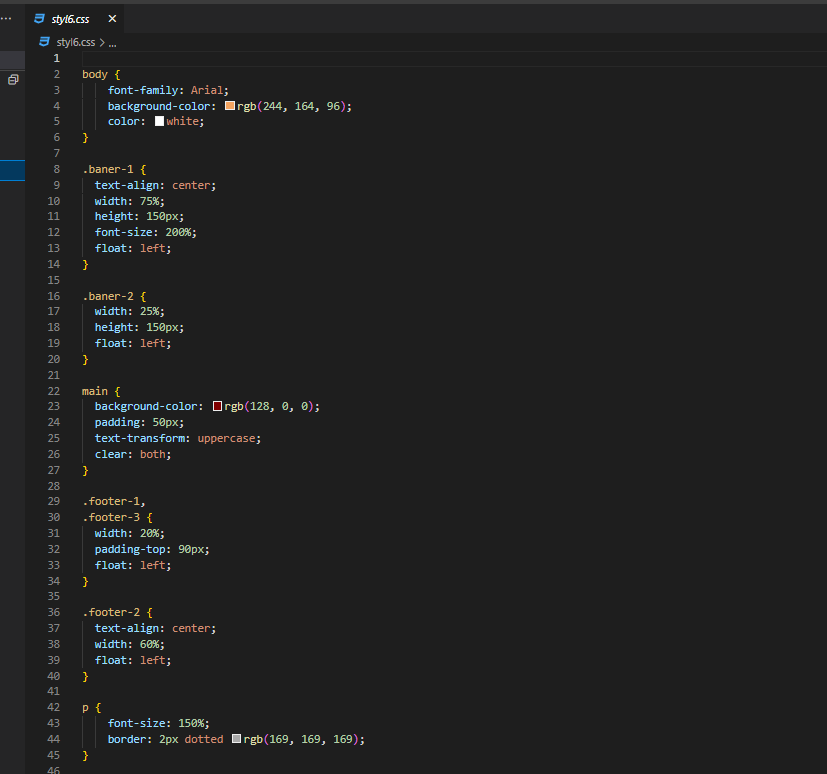 styl6.css
styl6.css > ...
1
2 body {
3 font-family: Arial;
4 background-color: rgb(244, 164, 96);
5 color: white;
6 }
7
8 .baner-1 {
9 text-align: center;
10 width: 75%;
11 height: 150px;
12 font-size: 200%;
13 float: left;
14 }
15
16 .baner-2 {
17 width: 25%;
18 height: 150px;
19 float: left;
20 }
21
22 main {
23 background-color: rgb(128, 0, 0);
24 padding: 50px;
25 text-transform: uppercase;
26 clear: both;
27 }
28
29 .footer-1,
30 .footer-3 {
31 width: 20%;
32 padding-top: 90px;
33 float: left;
34 }
35
36 .footer-2 {
37 text-align: center;
38 width: 60%;
39 float: left;
40 }
41
42 p {
43 font-size: 150%;
44 border: 2px dotted rgb(169, 169, 169);
45 }
46